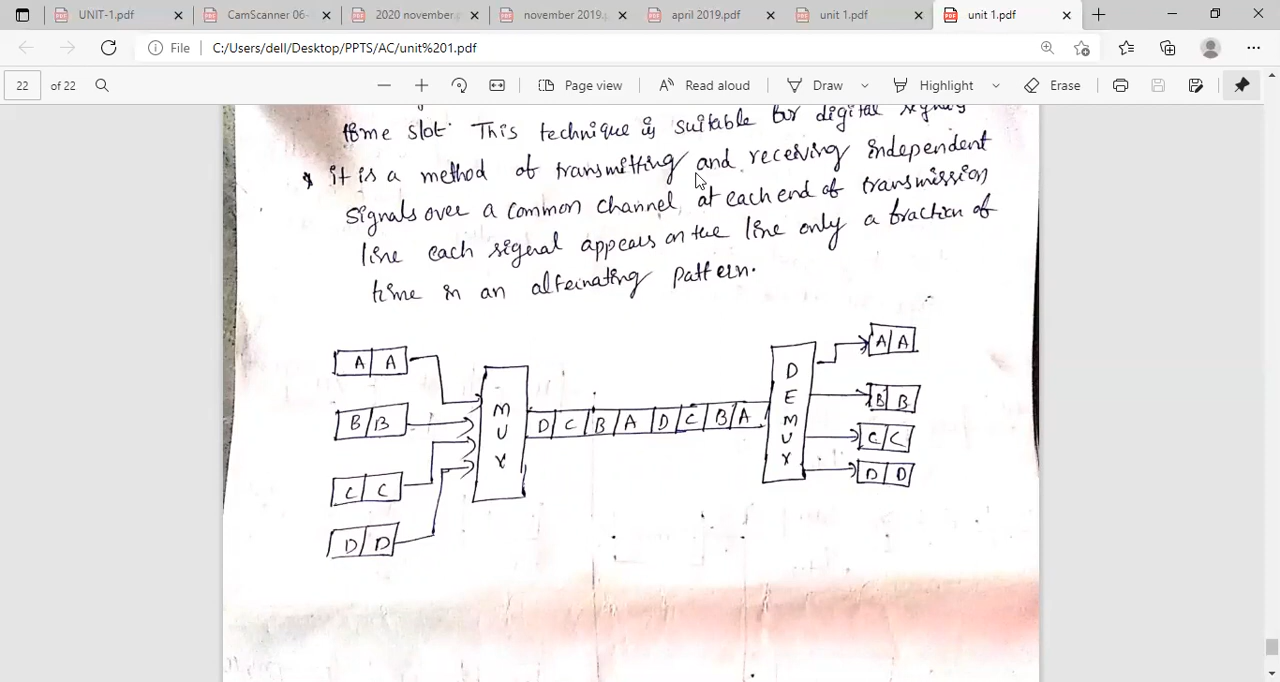 UNIT-1.pdf
CamScanner 06-
2020 november.
november 2019.
april 2019.pdf
unit 1.pdf
unit 1.pdf
File C:/Users/dell/Desktop/PPTS/AC/unit%201.pdf
22 of 22
Page view
Read aloud
Draw
Highlight
Erase
time slot. This technique is suitable for digital signals
* it is a method of transmitting and receiving independent
signals over a common channel, at each end of transmission
line each signal appears on the line only a fraction of
time in an alternating pattern.
A A
B B
C C
D D
MUX
D C B A D C B A
DEMUX
A A
B B
C C
D D